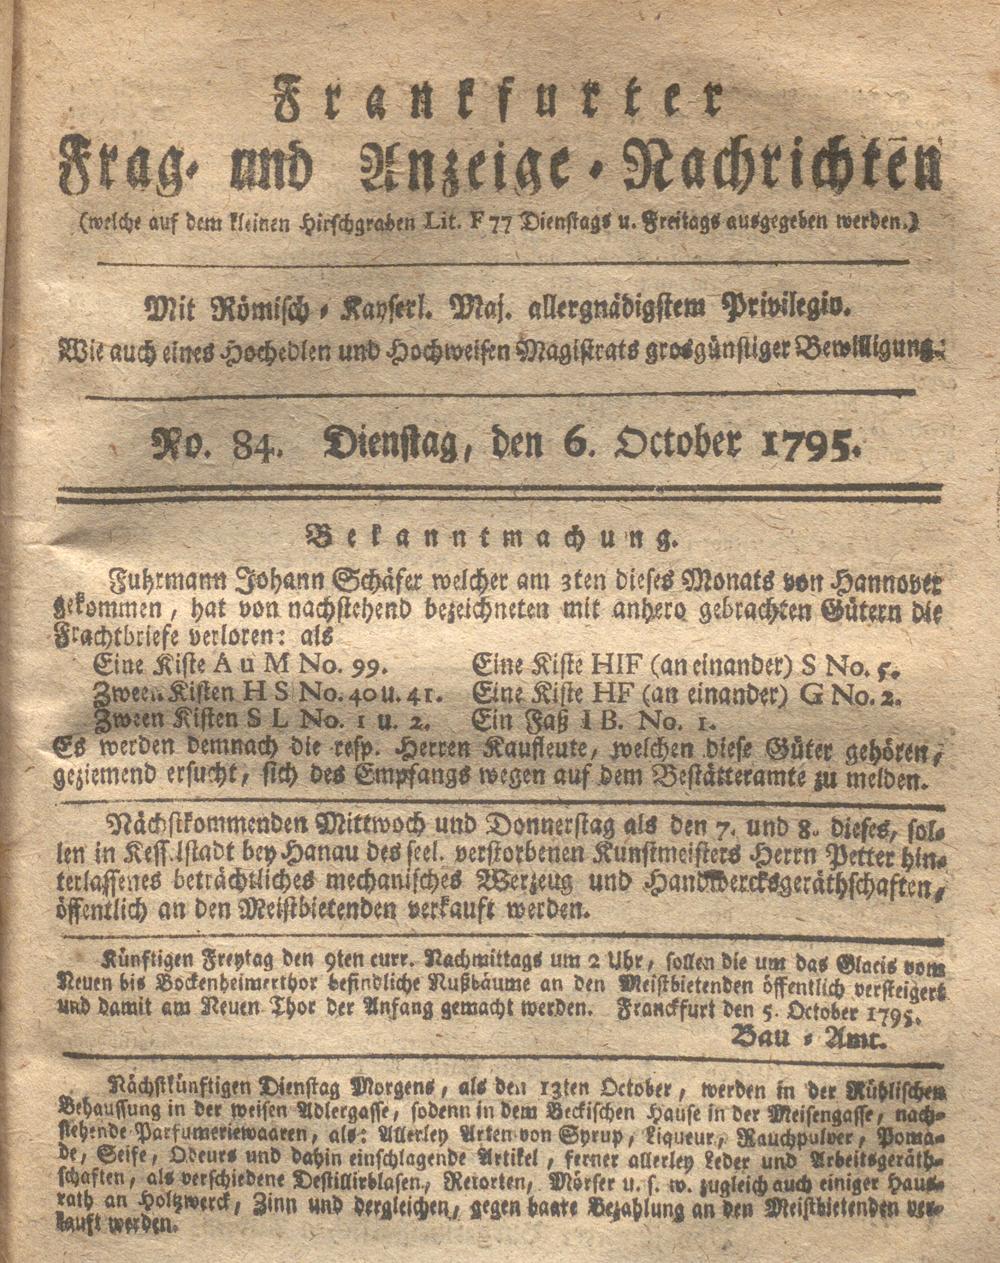 Frankfurter
Frag- und Anzeige-Nachrichten
(welche auf dem kleinen Hirschgraben Lit. F 77 Dienstags u. Freitags ausgegeben werden.)
Mit Römisch-Kayserl. Maj. allergnädigstem Privilegio.
Wie auch eines Hochedlen und Hochweisen Magistrats grosgünstiger Bewilligung.
No. 84. Dienstag, den 6. October 1795.
Bekanntmachung.
Fuhrmann Johann Schäfer welcher am 3ten dieses Monats von Hannover
gekommen, hat von nachstehend bezeichneten mit anhero gebrachten Gütern die
Frachtbriefe verloren: als
Eine Kiste A u M No. 99. Eine Kiste HIF (an einander) S No. 5.
Zween Kisten H S No. 40 u. 41. Eine Kiste HF (an einander) G No. 2.
Zween Kisten S L No. 1 u. 2. Ein Faß I B. No. 1.
Es werden demnach die resp. Herren Kaufleute, welchen diese Güter gehören,
geziemend ersucht, sich des Empfangs wegen auf dem Bestätteramte zu melden.
Nächstkommenden Mittwoch und Donnerstag als den 7. und 8. dieses, sol-
len in Kess.lstadt bey Hanau des seel. verstorbenen Kunstmeisters Herrn Petter hin-
terlassenes beträchtliches mechanisches Werzeug und Handwercksgeräthschaften,
öffentlich an den Meistbietenden verkauft werden.
Künftigen Freytag den 9ten curr. Nachmittags um 2 Uhr, sollen die um das Glacis vom
Neuen bis Bockenheimerthor befindliche Nußbäume an den Meistbietenden öffentlich versteigert
und damit am Neuen Thor der Anfang gemacht werden. Franckfurt den 5. October 1795.
Bau-Amt.
Nächstkünftigen Dienstag Morgens, als den 13ten October, werden in der Rüblischen
Behaussung in der weisen Adlergasse, sodenn in dem Beckischen Hause in der Meisengasse, nach-
stehende Parfumeriewaaren, als: Allerley Arten von Syrup, Liqueur, Rauchpulver, Poma-
de, Seife, Odeurs und dahin einschlagende Artikel, ferner allerley Leder und Arbeitsgeräth-
schaften, als verschiedene Destillirblasen, Retorten, Mörser u. s. w. zugleich auch einiger Haus-
rath an Holtzwerck, Zinn und dergleichen, gegen baare Bezahlung an den Meistbietenden ver-
kauft werden.